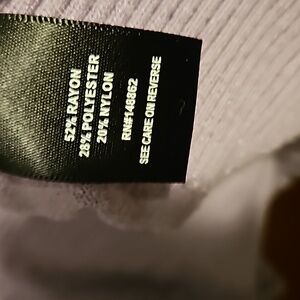 52% RAYON
28% POLYESTER
20% NYLON
RN#148862
SEE CARE ON REVERSE